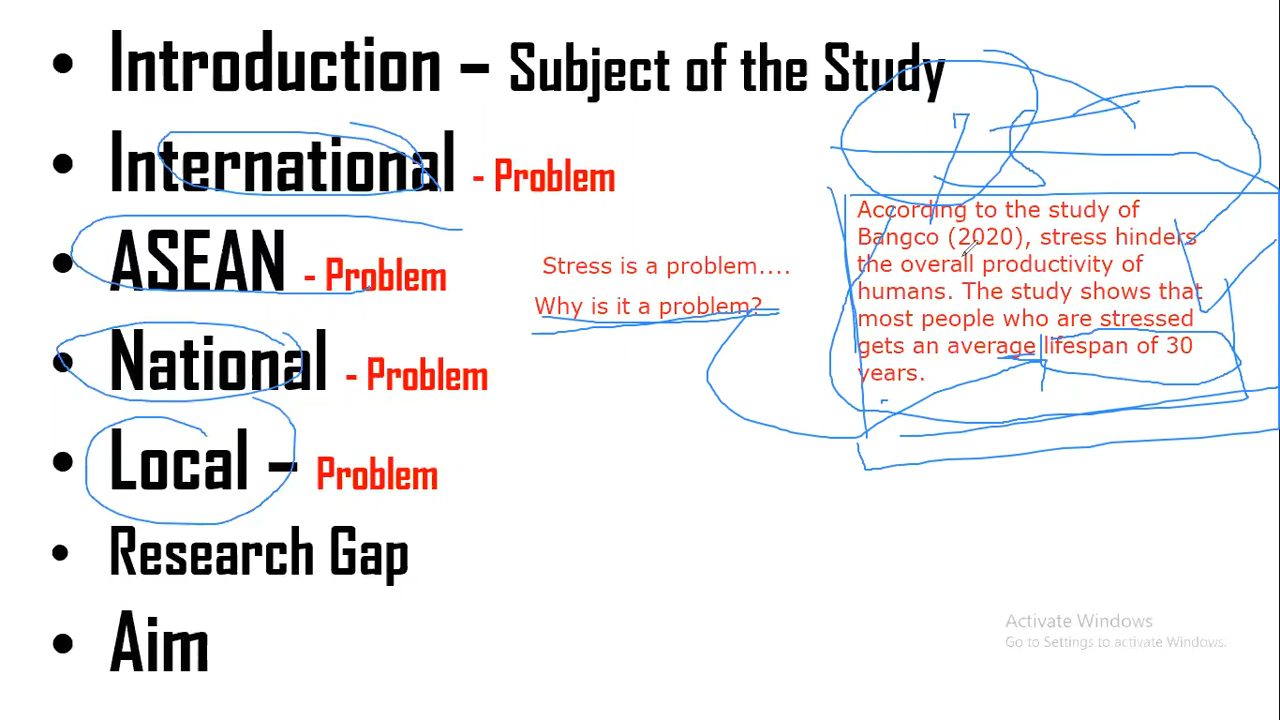 • Introduction – Subject of the Study
• International - Problem
• ASEAN - Problem
• National - Problem
• Local – Problem
• Research Gap
• Aim
Stress is a problem....
Why is it a problem?
According to the study of
Bangco (2020), stress hinders
the overall productivity of
humans. The study shows that
most people who are stressed
gets an average lifespan of 30
years.
Activate Windows
Go to Settings to activate Windows.